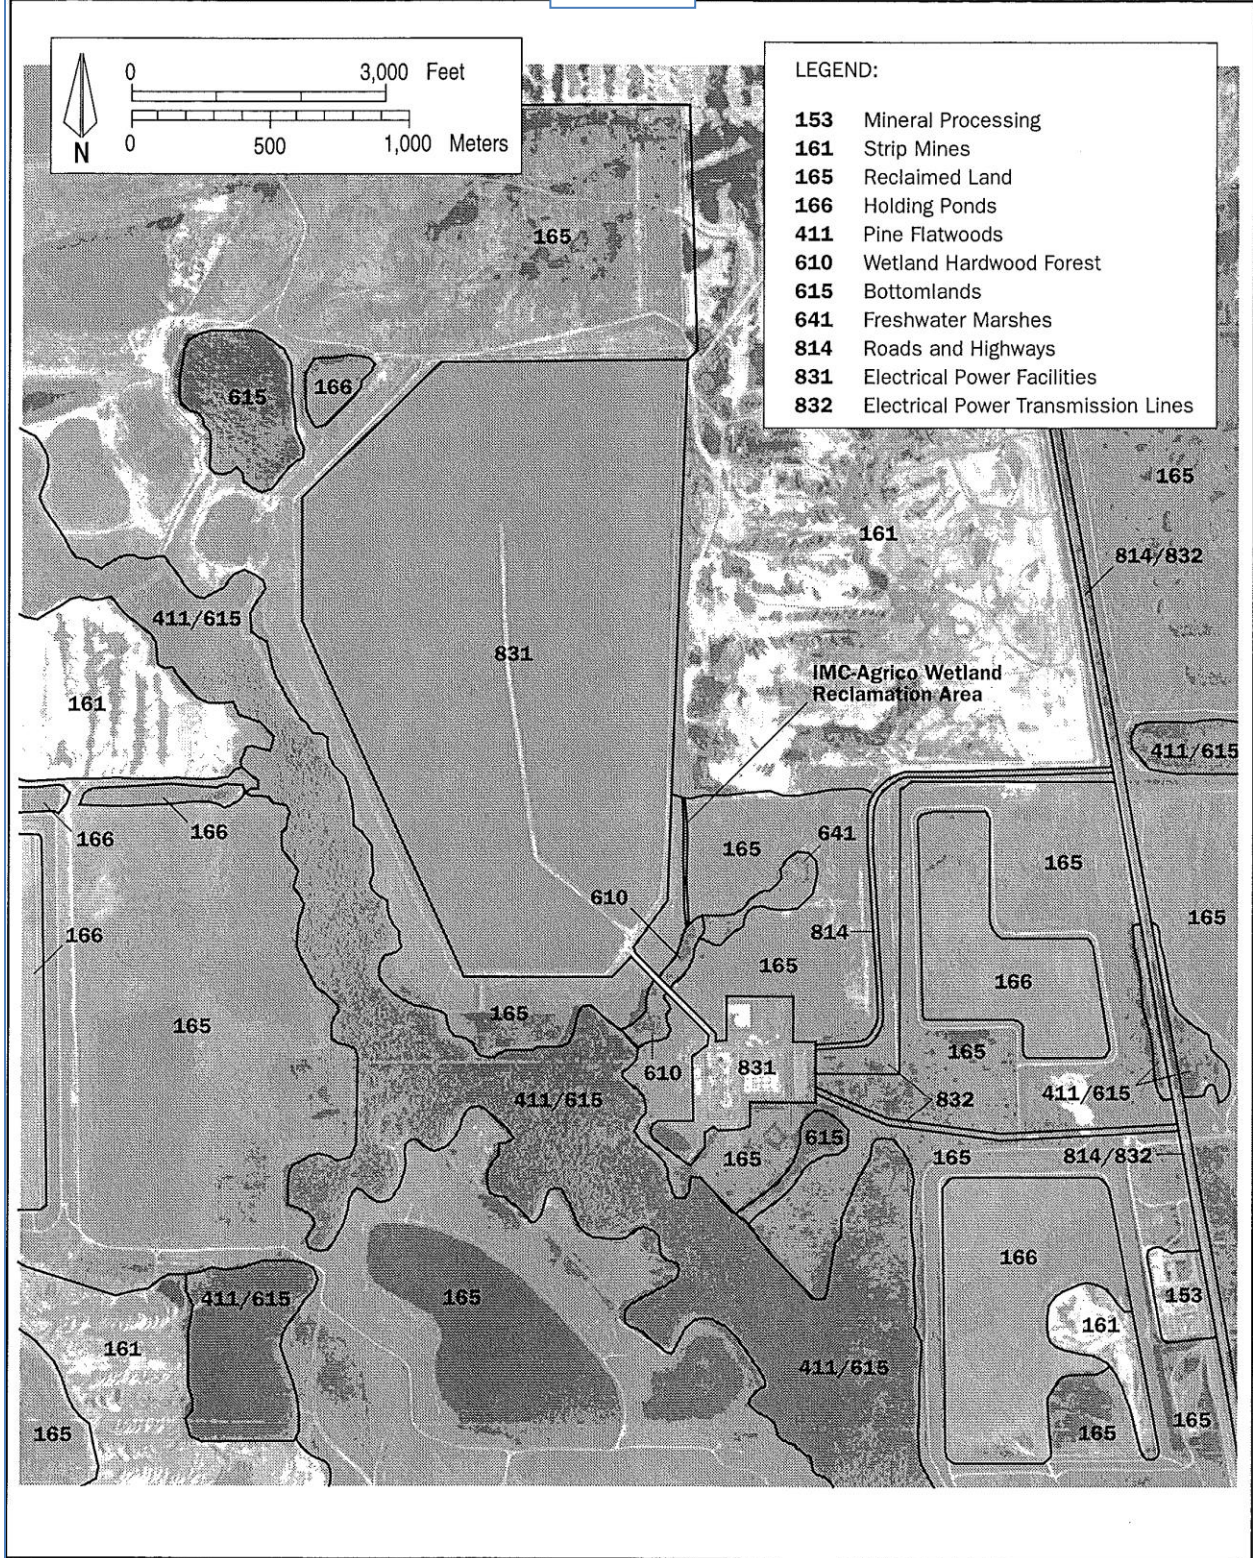 0 3,000 Feet
0 500 1,000 Meters
N
LEGEND:
153 Mineral Processing
161 Strip Mines
165 Reclaimed Land
166 Holding Ponds
411 Pine Flatwoods
610 Wetland Hardwood Forest
615 Bottomlands
641 Freshwater Marshes
814 Roads and Highways
831 Electrical Power Facilities
832 Electrical Power Transmission Lines
165
615
166
165
161
814/832
411/615
831
IMC-Agrico Wetland
Reclamation Area
161
411/615
166
166
641
165
165
610
165
166
814
165
166
165
165
165
610
831
411/615
832
411/615
615
165
165
814/832
166
411/615
165
153
161
161
411/615
165
165
165